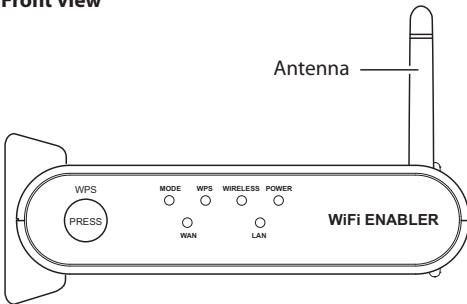 Front view
Antenna
WPS
MODE WPS WIRELESS POWER
PRESS
WiFi ENABLER
WAN LAN